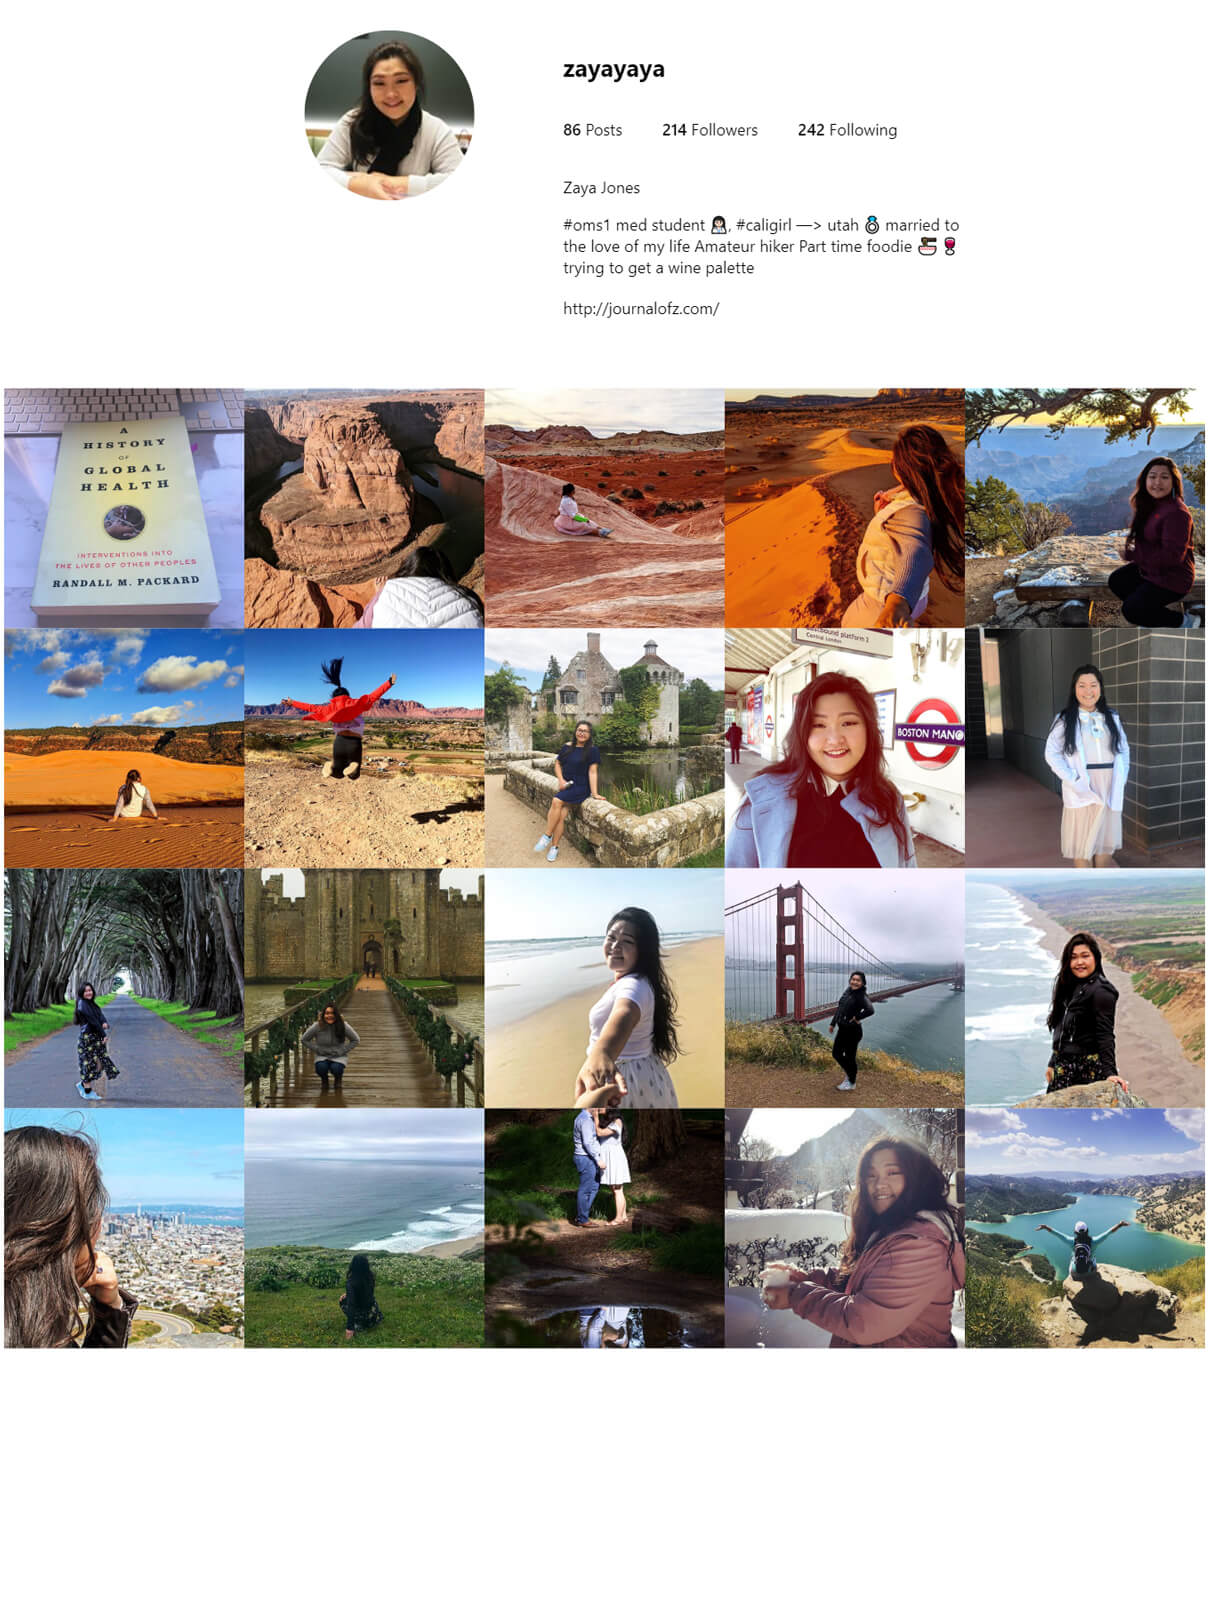 zayayaya
86 Posts 214 Followers 242 Following
Zaya Jones
#oms1 med student 👩🏻‍⚕️, #caligirl —> utah 💍 married to
the love of my life Amateur hiker Part time foodie 🍜🍷
trying to get a wine palette
http://journalofz.com/
A
HISTORY
OF
GLOBAL
HEALTH
INTERVENTIONS INTO
THE LIVES OF OTHER PEOPLES
RANDALL M. PACKARD
bound platform 1
Central London
BOSTON MANO